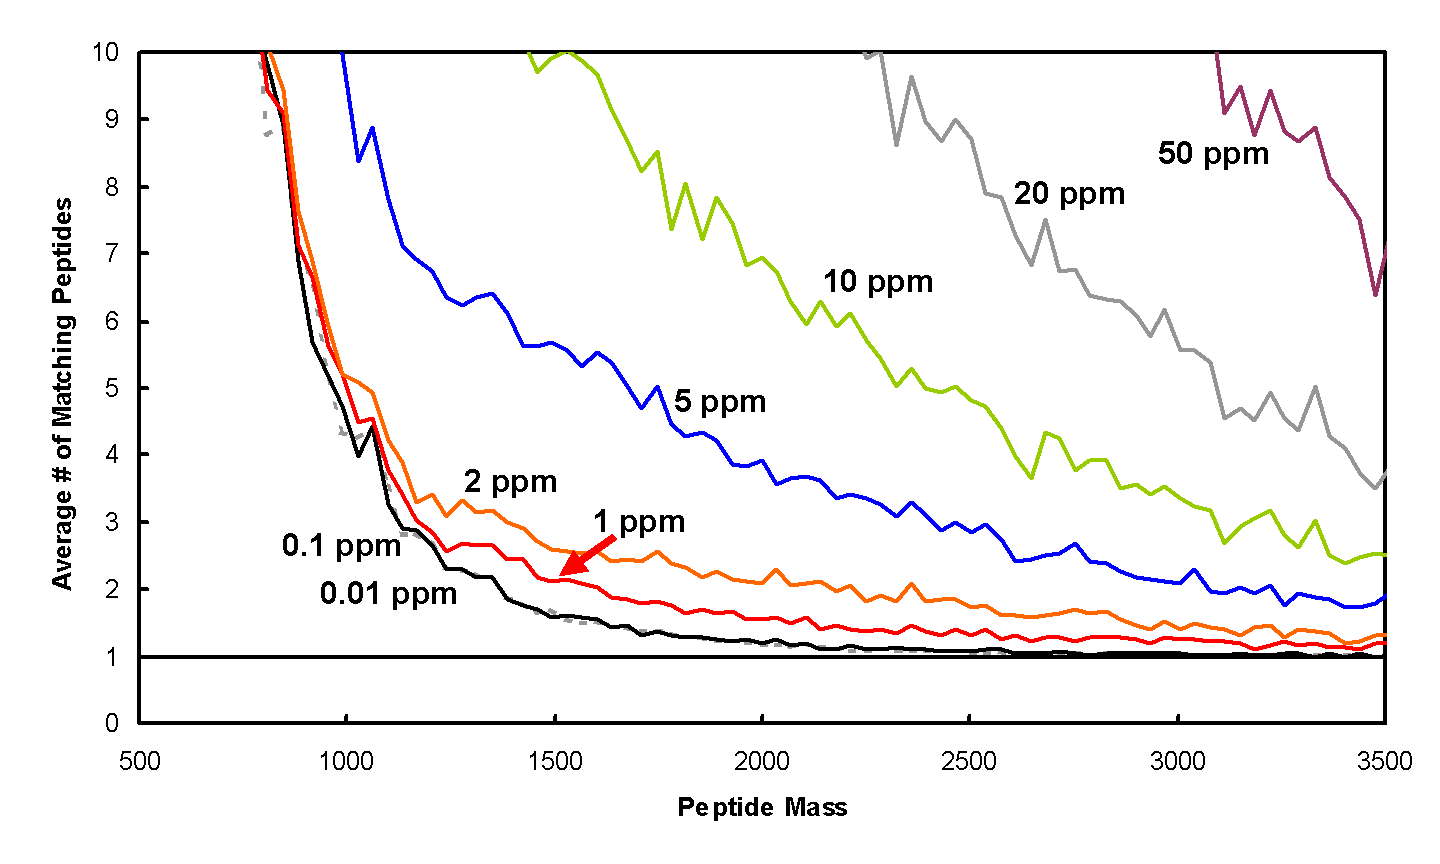 10
9
8
7
6
5
4
3
2
1
0
Average # of Matching Peptides
50 ppm
20 ppm
10 ppm
5 ppm
2 ppm
1 ppm
0.1 ppm
0.01 ppm
500 1000 1500 2000 2500 3000 3500
Peptide Mass